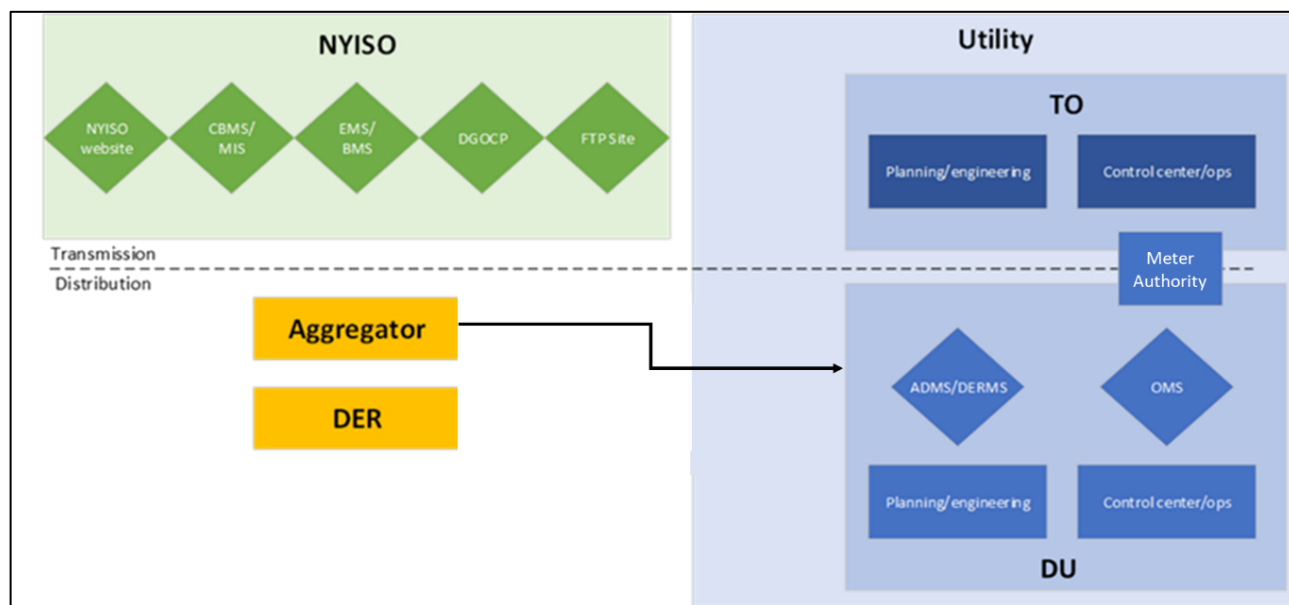 NYISO
Utility
NYISO
website
CBMS/
MIS
EMS/
BMS
DGOCP
FTP Site
TO
Planning/engineering
Control center/ops
Transmission
Distribution
Meter
Authority
Aggregator
DER
ADMS/DERMS
OMS
Planning/engineering
Control center/ops
DU